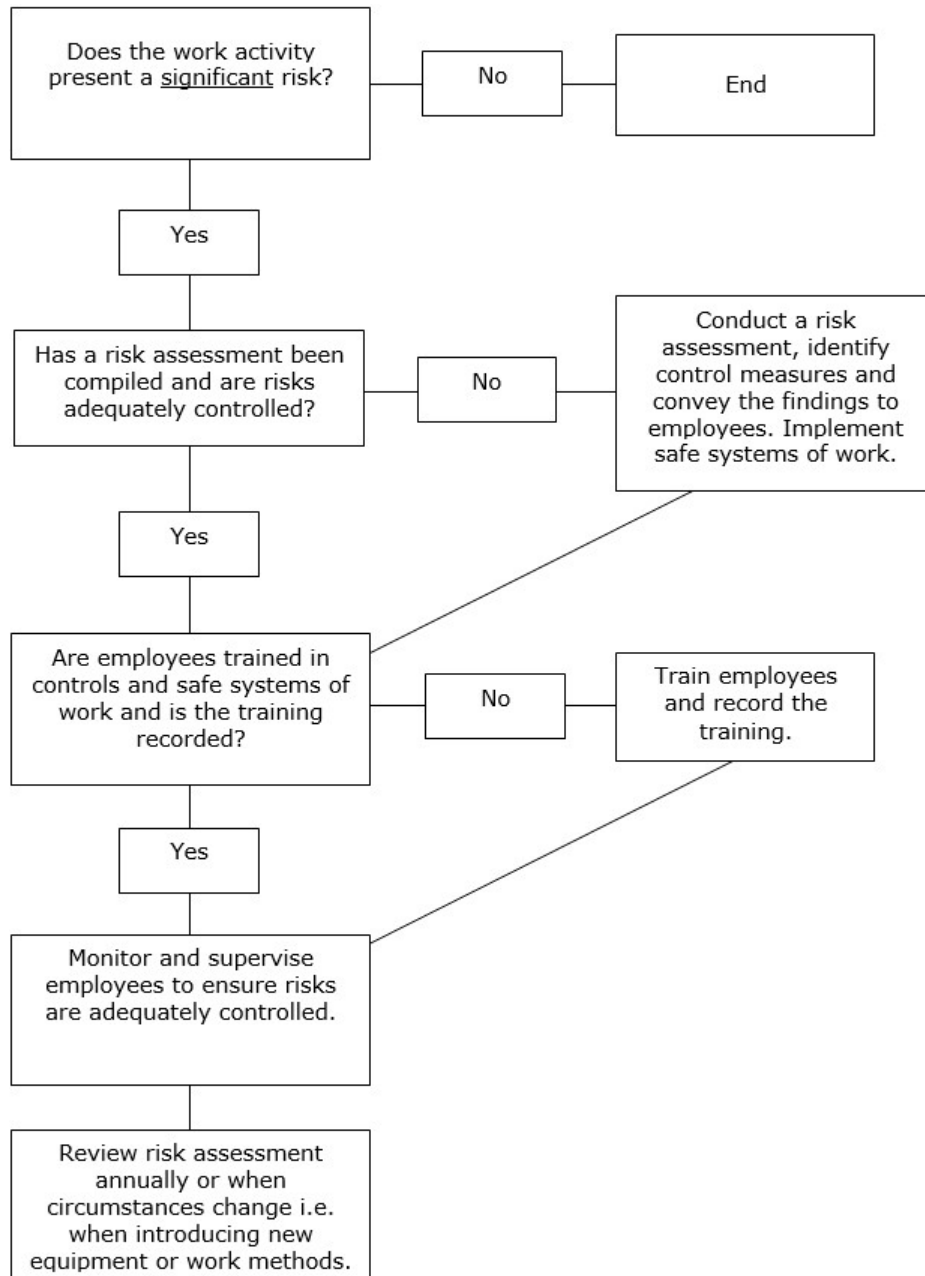 Does the work activity
present a significant risk?
No
End
Yes
Has a risk assessment been
compiled and are risks
adequately controlled?
No
Conduct a risk
assessment, identify
control measures and
convey the findings to
employees. Implement
safe systems of work.
Yes
Are employees trained in
controls and safe systems of
work and is the training
recorded?
No
Train employees
and record the
training.
Yes
Monitor and supervise
employees to ensure risks
are adequately controlled.
Review risk assessment
annually or when
circumstances change i.e.
when introducing new
equipment or work methods.